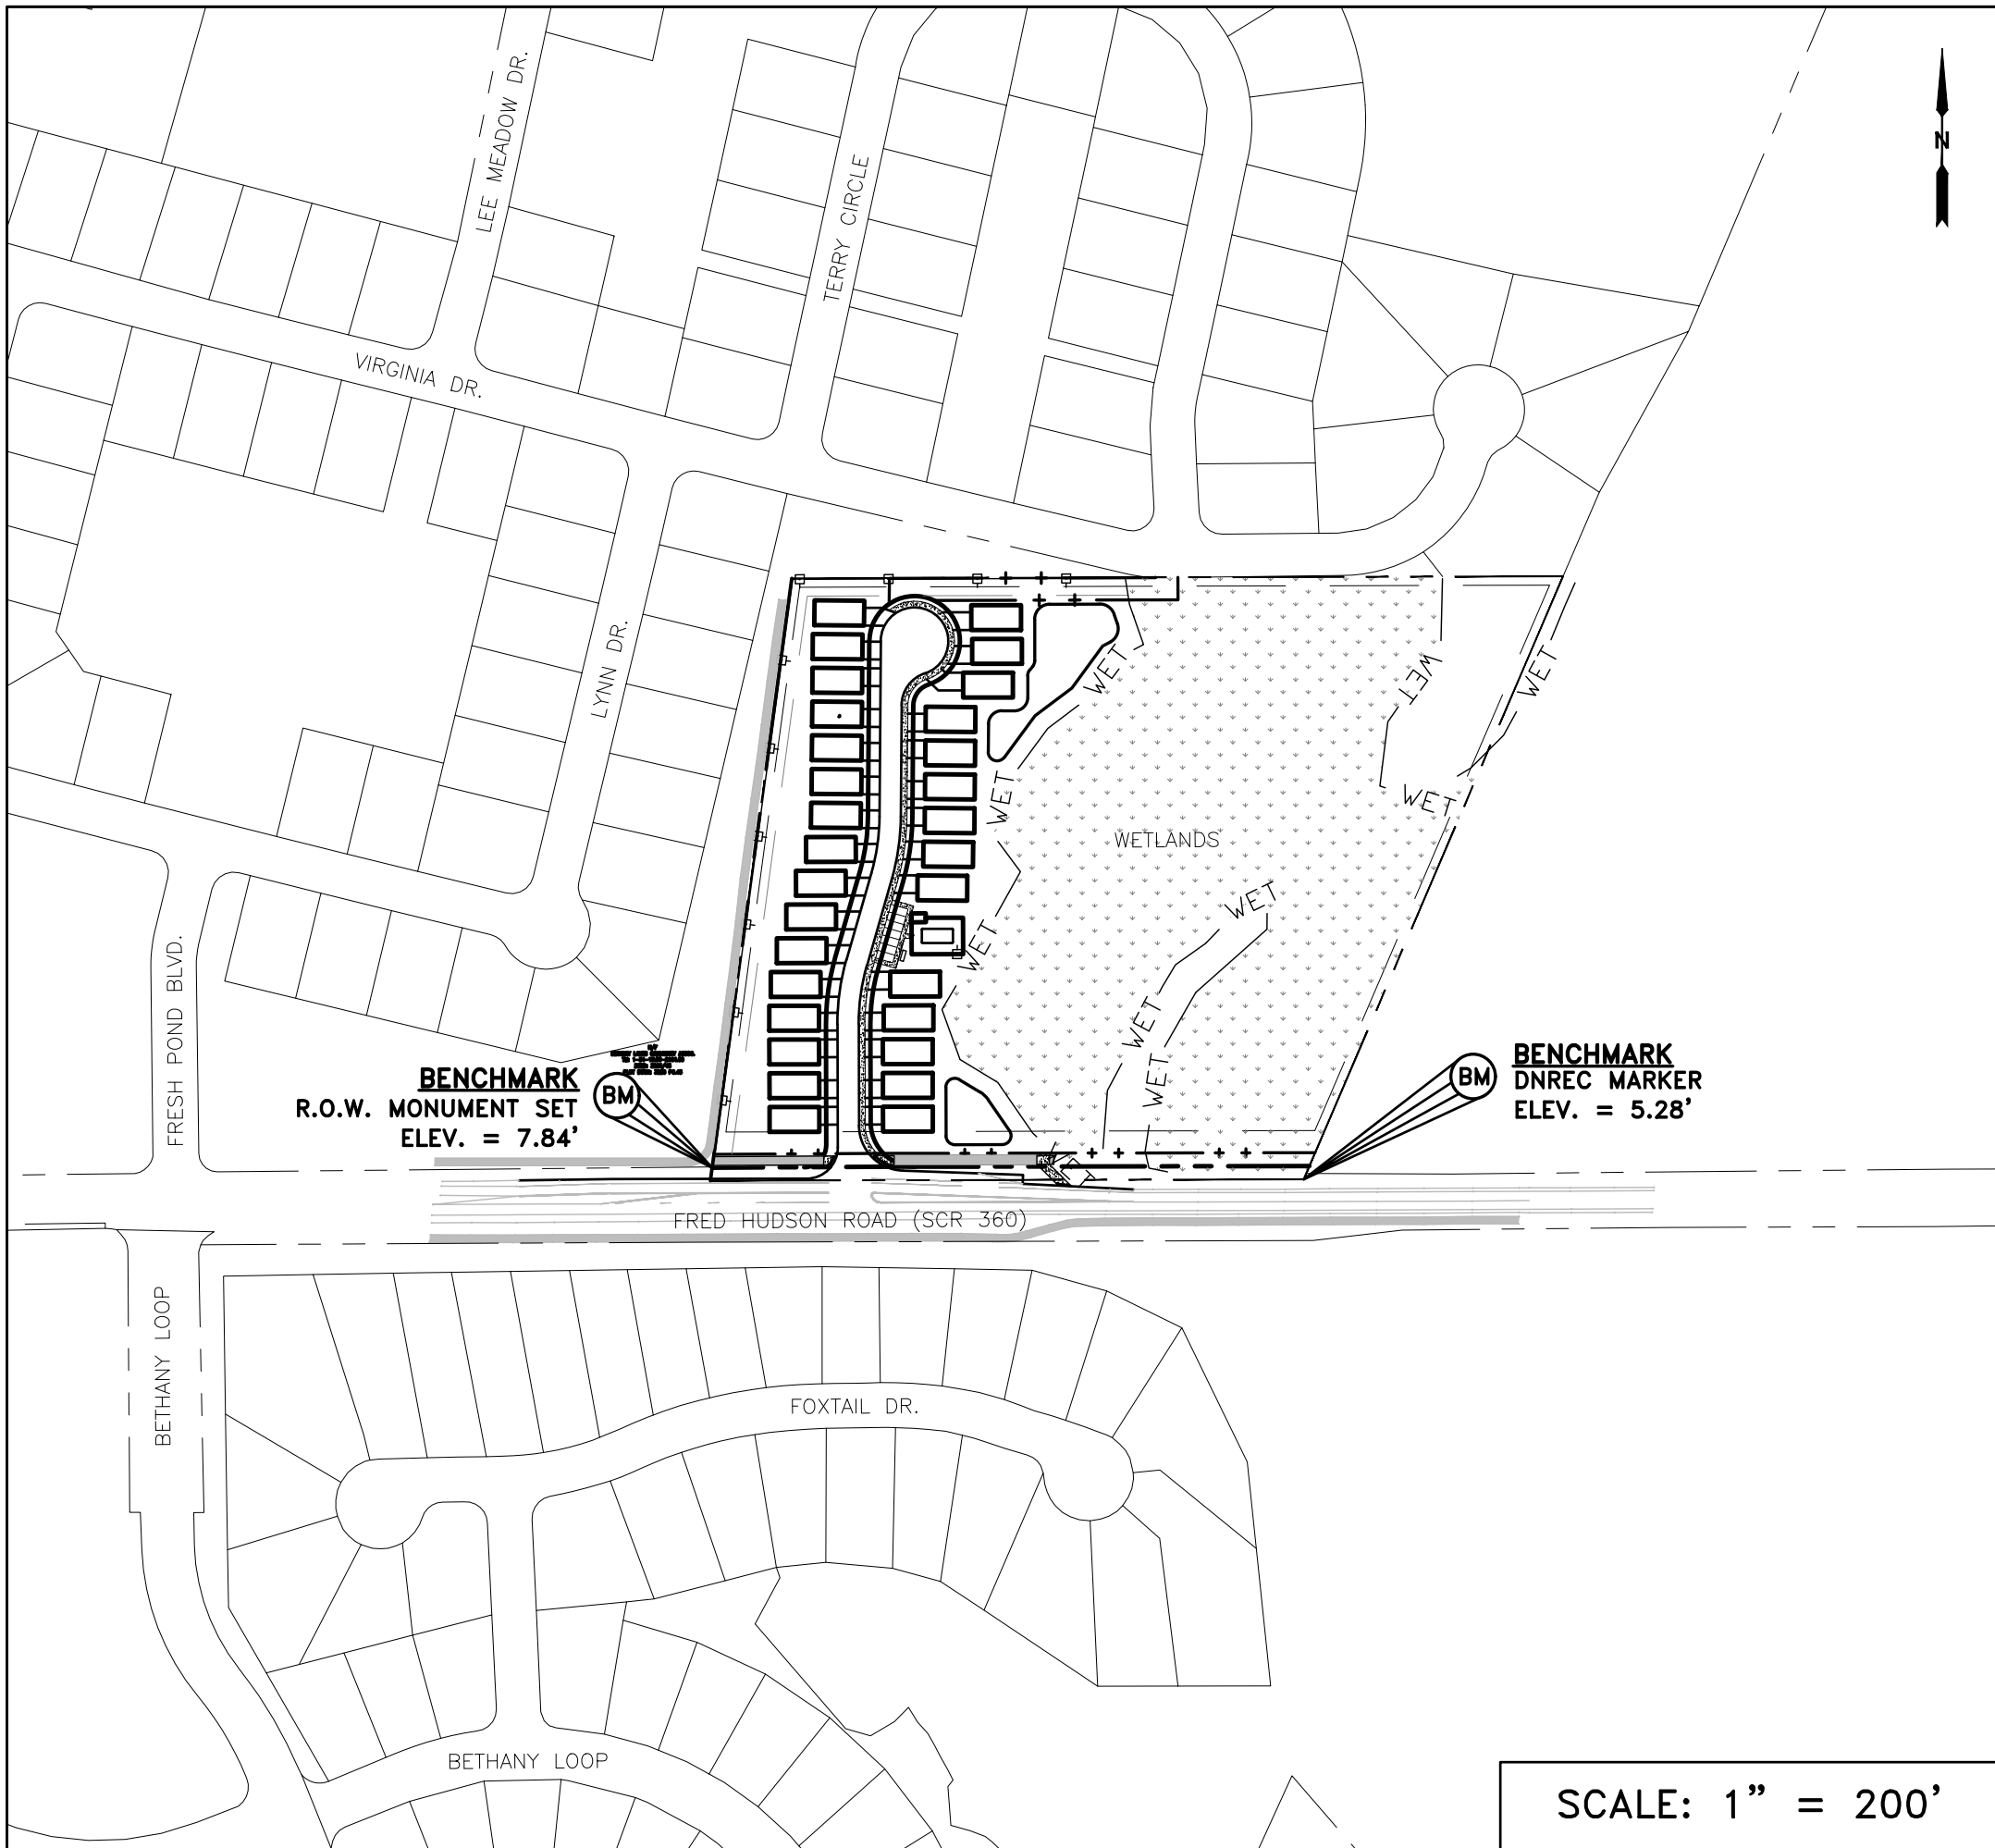 LEE MEADOW DR.
TERRY CIRCLE
N
VIRGINIA DR.
LYNN DR.
WET
WET
WET
WET
WET
WETLANDS
WET
WET
WET
WET
FRESH POND BLVD.
BENCHMARK
R.O.W. MONUMENT SET
ELEV. = 7.84'
BM
BM
BENCHMARK
DNREC MARKER
ELEV. = 5.28'
FRED HUDSON ROAD (SCR 360)
BETHANY LOOP
FOXTAIL DR.
BETHANY LOOP
SCALE: 1" = 200'